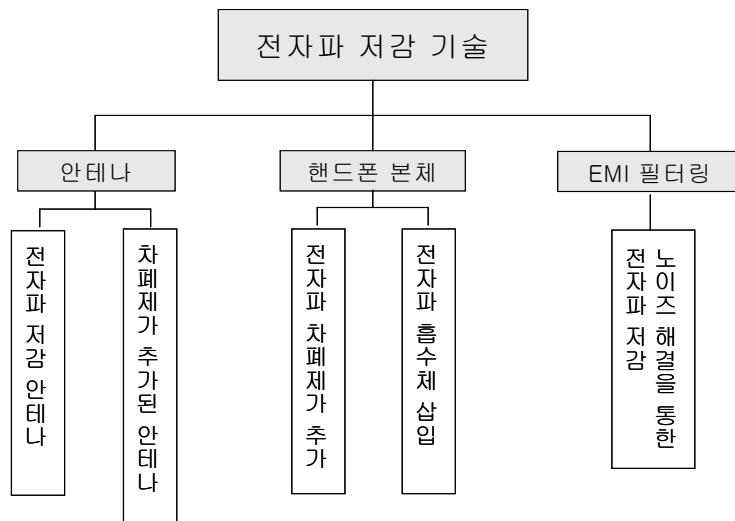 전자파 저감 기술
안테나
핸드폰 본체
EMI 필터링
전자파 저감 안테나
차폐제가 추가된 안테나
전자파 차폐제가 추가
전자파 흡수체 삽입
노이즈 해결을 통한
전자파 저감